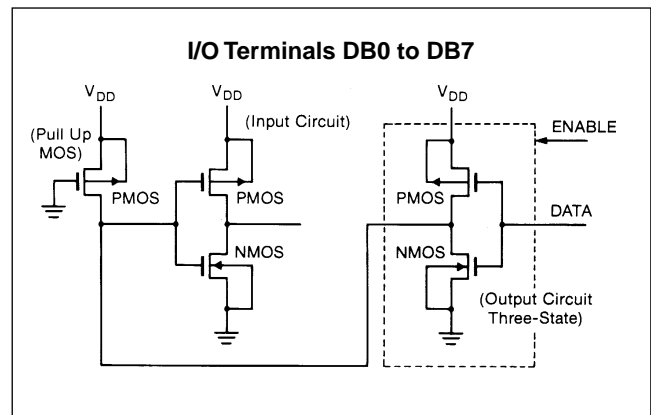 I/O Terminals DB0 to DB7
VDD
VDD
VDD
(Pull Up
MOS)
(Input Circuit)
ENABLE
PMOS
PMOS
PMOS
DATA
NMOS
NMOS
(Output Circuit
Three-State)